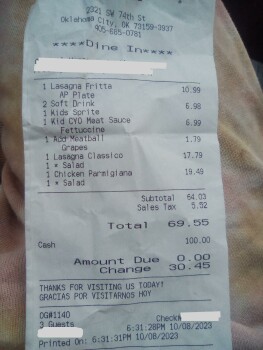 2321 SW 74th St
Oklahoma City, OK 73159-3937
405-685-0781
****Dine In****
1 Lasagna Fritta 10.99
AP Plate
2 Soft Drink 6.98
1 Kids Sprite
1 Kid CYO Meat Sauce 6.99
Fettuccine
1 Add Meatball 1.79
Grapes
1 Lasagna Classico 17.79
1 * Salad
1 Chicken Parmigiana 19.49
1 * Salad
Subtotal 64.03
Sales Tax 5.52
Total 69.55
Cash 100.00
Amount Due 0.00
Change 30.45
THANKS FOR VISITING US TODAY!
GRACIAS POR VISITARNOS HOY
OG#1140 Check#
3 Guests
6:31:28PM 10/08/2023
Printed On: 6:31:31PM 10/08/2023